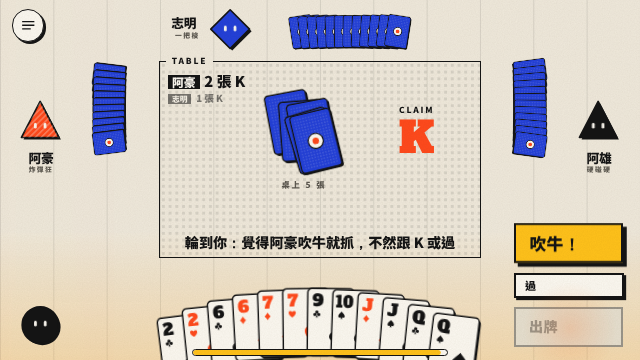 志明
一把梭
TABLE
阿豪 2 張 K
志明 1 張 K
CLAIM
K
桌上 5 張
阿豪
炸彈狂
阿雄
硬碰硬
輪到你：覺得阿豪吹牛就抓，不然跟 K 或過
吹牛！
過
出牌
2 2 6 6 7 7 9 10 J J Q Q